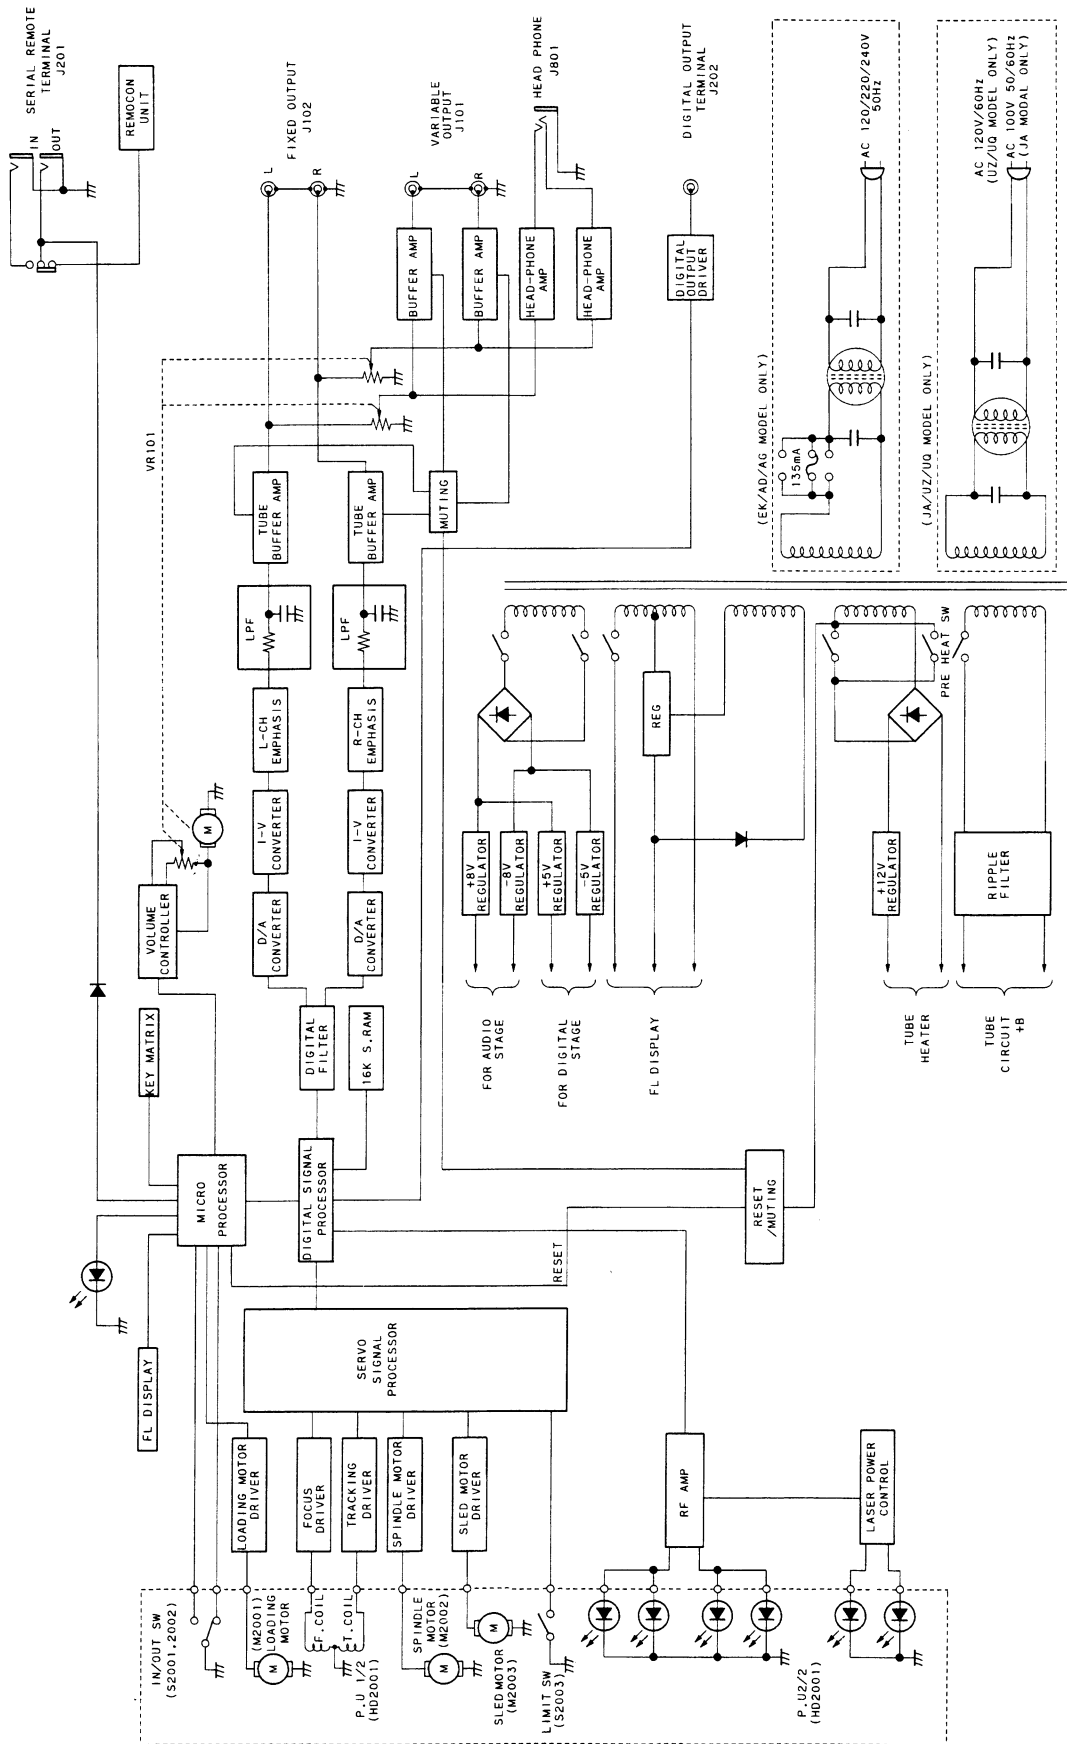 IN/OUT SW
(S2001.2002)
(M2001)
LOADING
MOTOR
M
F.COIL
T.COIL
P.U 1/2
(HD2001)
SPINDLE
MOTOR
(M2002)
M
SLED MOTOR
(M2003)
M
LIMIT SW
(S2003)
P.U2/2
(HD2001)
FL DISPLAY
LOADING MOTOR
DRIVER
FOCUS
DRIVER
TRACKING
DRIVER
SPINDLE MOTOR
DRIVER
SLED MOTOR
DRIVER
RF AMP
LASER POWER
CONTROL
SERVO
SIGNAL
PROCESSOR
RESET
MICRO
PROCESSOR
DIGITAL SIGNAL
PROCESSOR
RESET
/MUTING
KEY MATRIX
DIGITAL
FILTER
16K S.RAM
FOR AUDIO
STAGE
FOR DIGITAL
STAGE
FL DISPLAY
TUBE
HEATER
TUBE
CIRCUIT
+B
VOLUME
CONTROLLER
M
D/A
CONVERTER
D/A
CONVERTER
I-V
CONVERTER
I-V
CONVERTER
L-CH
EMPHASIS
R-CH
EMPHASIS
LPF
LPF
+8V
REGULATOR
-8V
REGULATOR
+5V
REGULATOR
-5V
REGULATOR
REG
+12V
REGULATOR
RIPPLE
FILTER
PRE HEAT SW
TUBE
BUFFER AMP
TUBE
BUFFER AMP
MUTING
VR101
BUFFER AMP
BUFFER AMP
HEAD-PHONE
AMP
HEAD-PHONE
AMP
DIGITAL
OUTPUT
DRIVER
(EK/AD/AG MODEL ONLY)
135mA
AC 120/220/240V
50Hz
(JA/UZ/UQ MODEL ONLY)
AC 120V/60Hz
(UZ/UQ MODEL ONLY)
AC 100V 50/60Hz
(JA MODAL ONLY)
SERIAL REMOTE
TERMINAL
J201
IN
OUT
REMOCON
UNIT
FIXED OUTPUT
J102
L
R
VARIABLE
OUTPUT
J101
L
R
HEAD PHONE
J801
DIGITAL OUTPUT
TERMINAL
J202